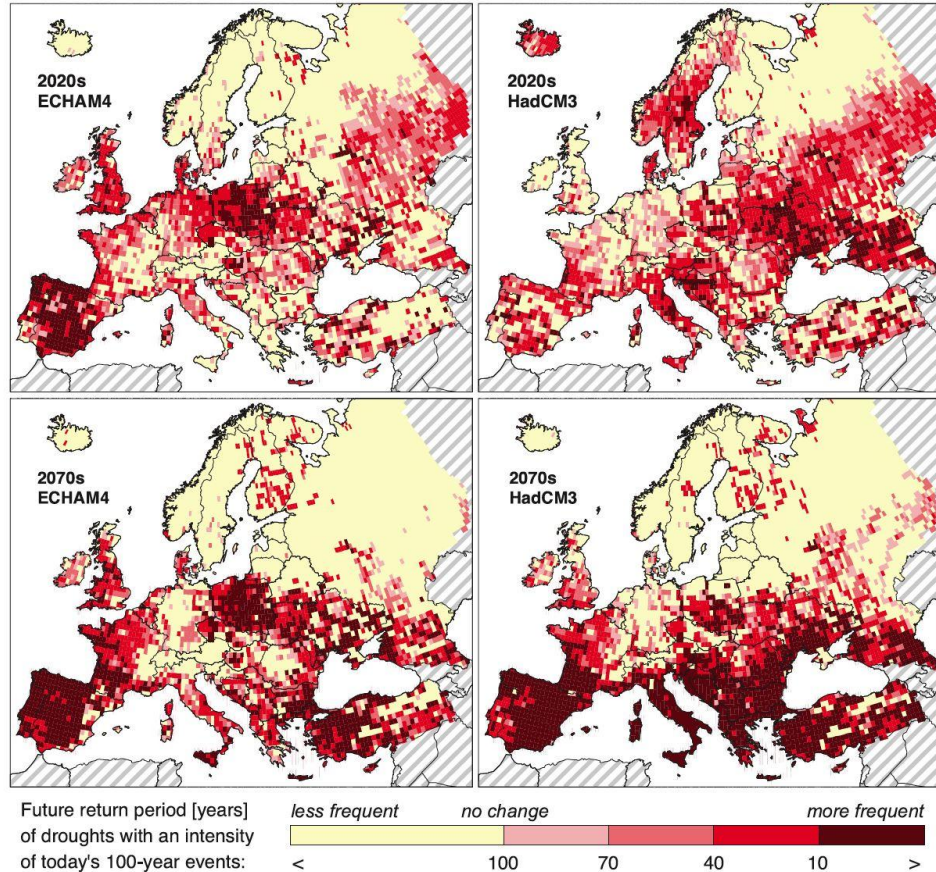 2020s
ECHAM4
2020s
HadCM3
2070s
ECHAM4
2070s
HadCM3
Future return period [years]
of droughts with an intensity
of today's 100-year events:
less frequent no change more frequent
< 100 70 40 10 >